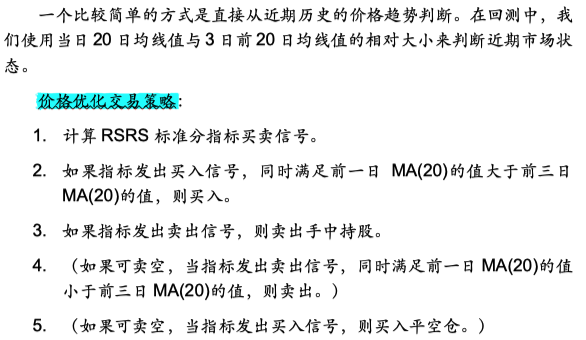 一个比较简单的方式是直接从近期历史的价格趋势判断。在回测中，我
们使用当日 20 日均线值与 3 日前 20 日均线值的相对大小来判断近期市场状
态。
价格优化交易策略：
1. 计算 RSRS 标准分指标买卖信号。
2. 如果指标发出买入信号，同时满足前一日 MA(20)的值大于前三日
MA(20)的值，则买入。
3. 如果指标发出卖出信号，则卖出手中持股。
4. （如果可卖空，当指标发出卖出信号，同时满足前一日 MA(20)的值
小于前三日 MA(20)的值，则卖出。）
5. （如果可卖空，当指标发出买入信号，则买入平空仓。）